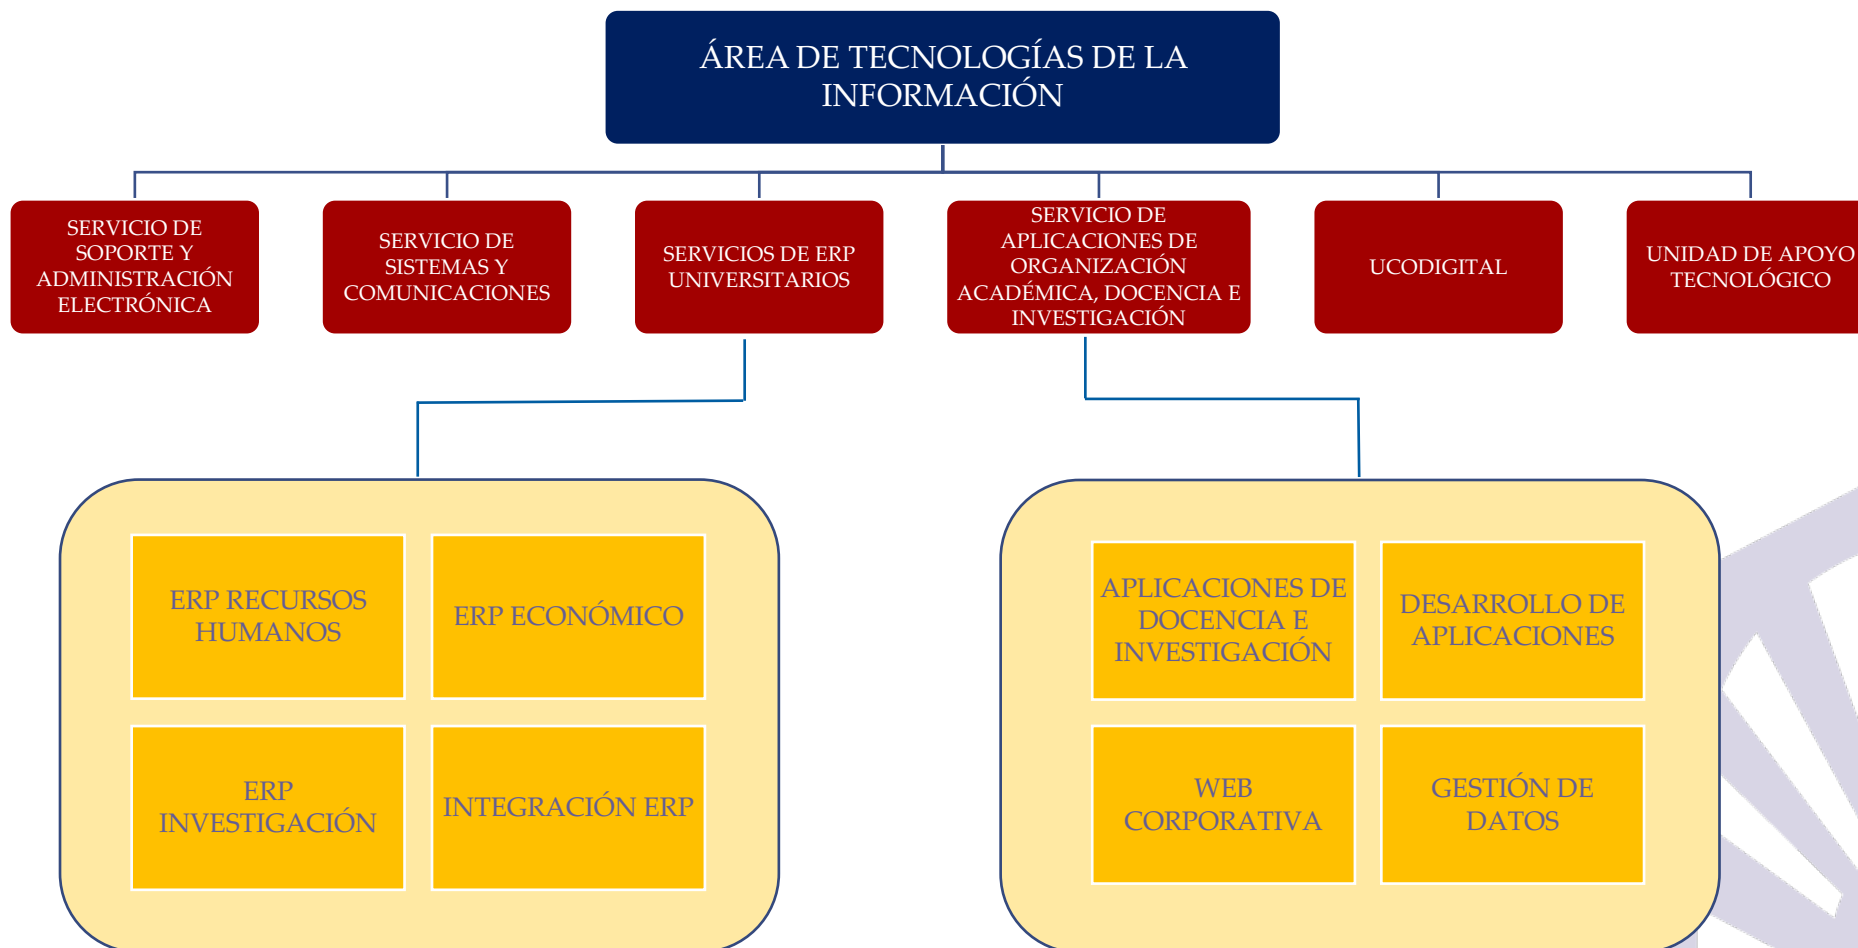 ÁREA DE TECNOLOGÍAS DE LA
INFORMACIÓN
SERVICIO DE
SOPORTE Y
ADMINISTRACIÓN
ELECTRÓNICA
SERVICIO DE
SISTEMAS Y
COMUNICACIONES
SERVICIOS DE ERP
UNIVERSITARIOS
SERVICIO DE
APLICACIONES DE
ORGANIZACIÓN
ACADÉMICA, DOCENCIA E
INVESTIGACIÓN
UCODIGITAL
UNIDAD DE APOYO
TECNOLÓGICO
ERP RECURSOS
HUMANOS
ERP ECONÓMICO
ERP
INVESTIGACIÓN
INTEGRACIÓN ERP
APLICACIONES DE
DOCENCIA E
INVESTIGACIÓN
DESARROLLO DE
APLICACIONES
WEB
CORPORATIVA
GESTIÓN DE
DATOS